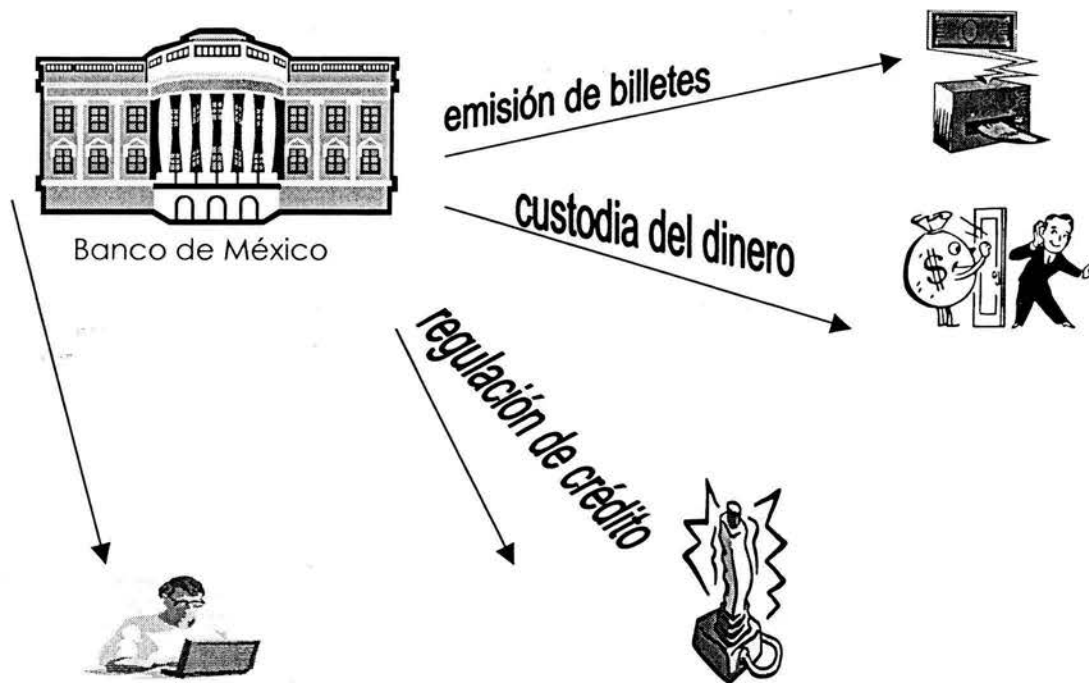 emisión de billetes
custodia del dinero
Banco de México
regulación de crédito
$